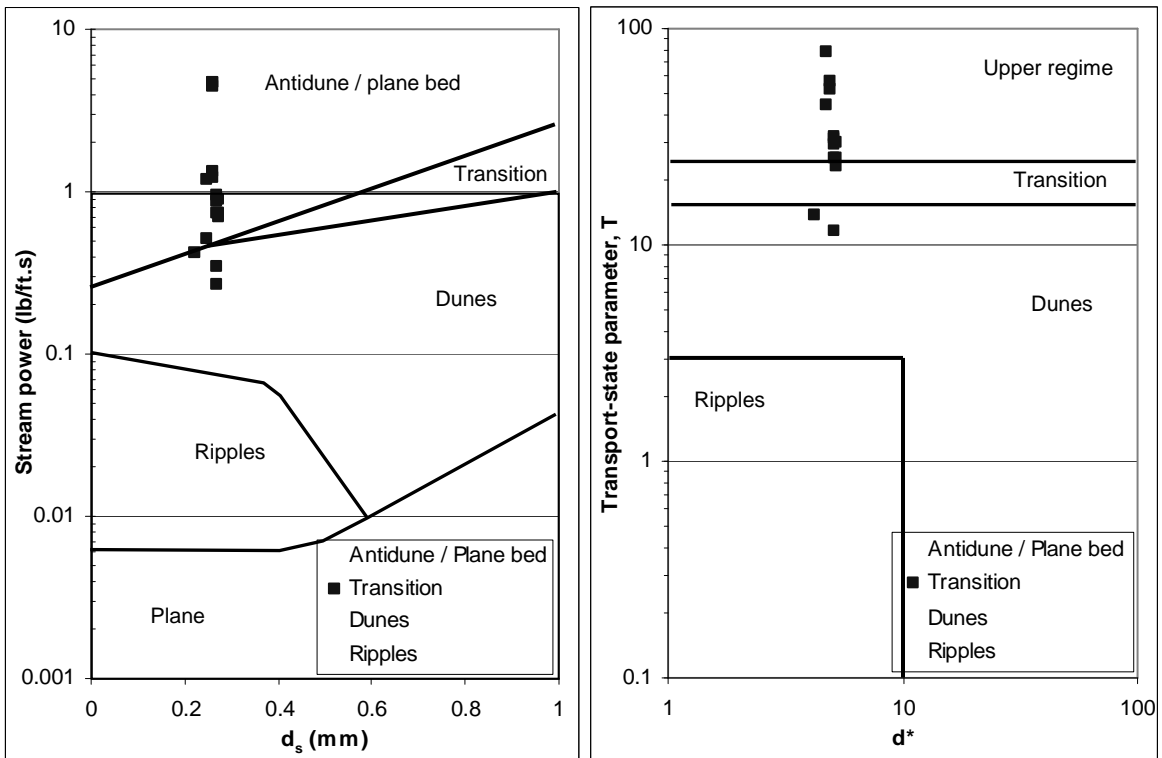 10
1
0.1
0.01
0.001
Stream power (lb/ft.s)
Antidune / plane bed
Transition
Dunes
Ripples
Plane
Antidune / Plane bed
Transition
Dunes
Ripples
0 0.2 0.4 0.6 0.8 1
ds (mm)
100
10
1
0.1
Transport-state parameter, T
Upper regime
Transition
Dunes
Ripples
Antidune / Plane bed
Transition
Dunes
Ripples
1 10 100
d*